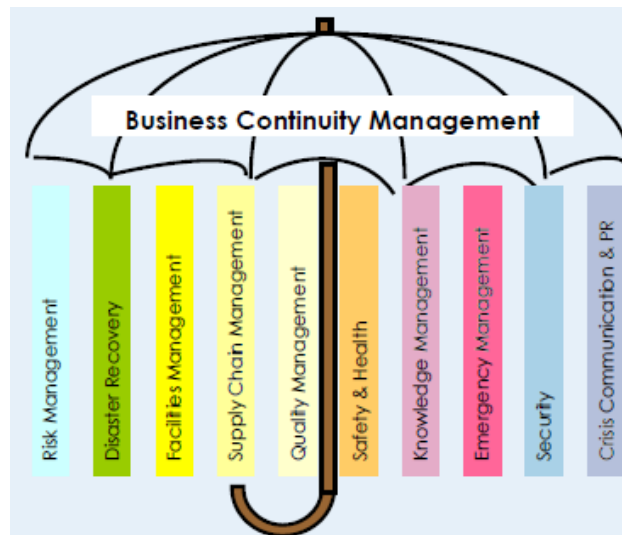 Business Continuity Management
Risk Management
Disaster Recovery
Facilities Management
Supply Chain Management
Quality Management
Safety & Health
Knowledge Management
Emergency Management
Security
Crisis Communication & PR